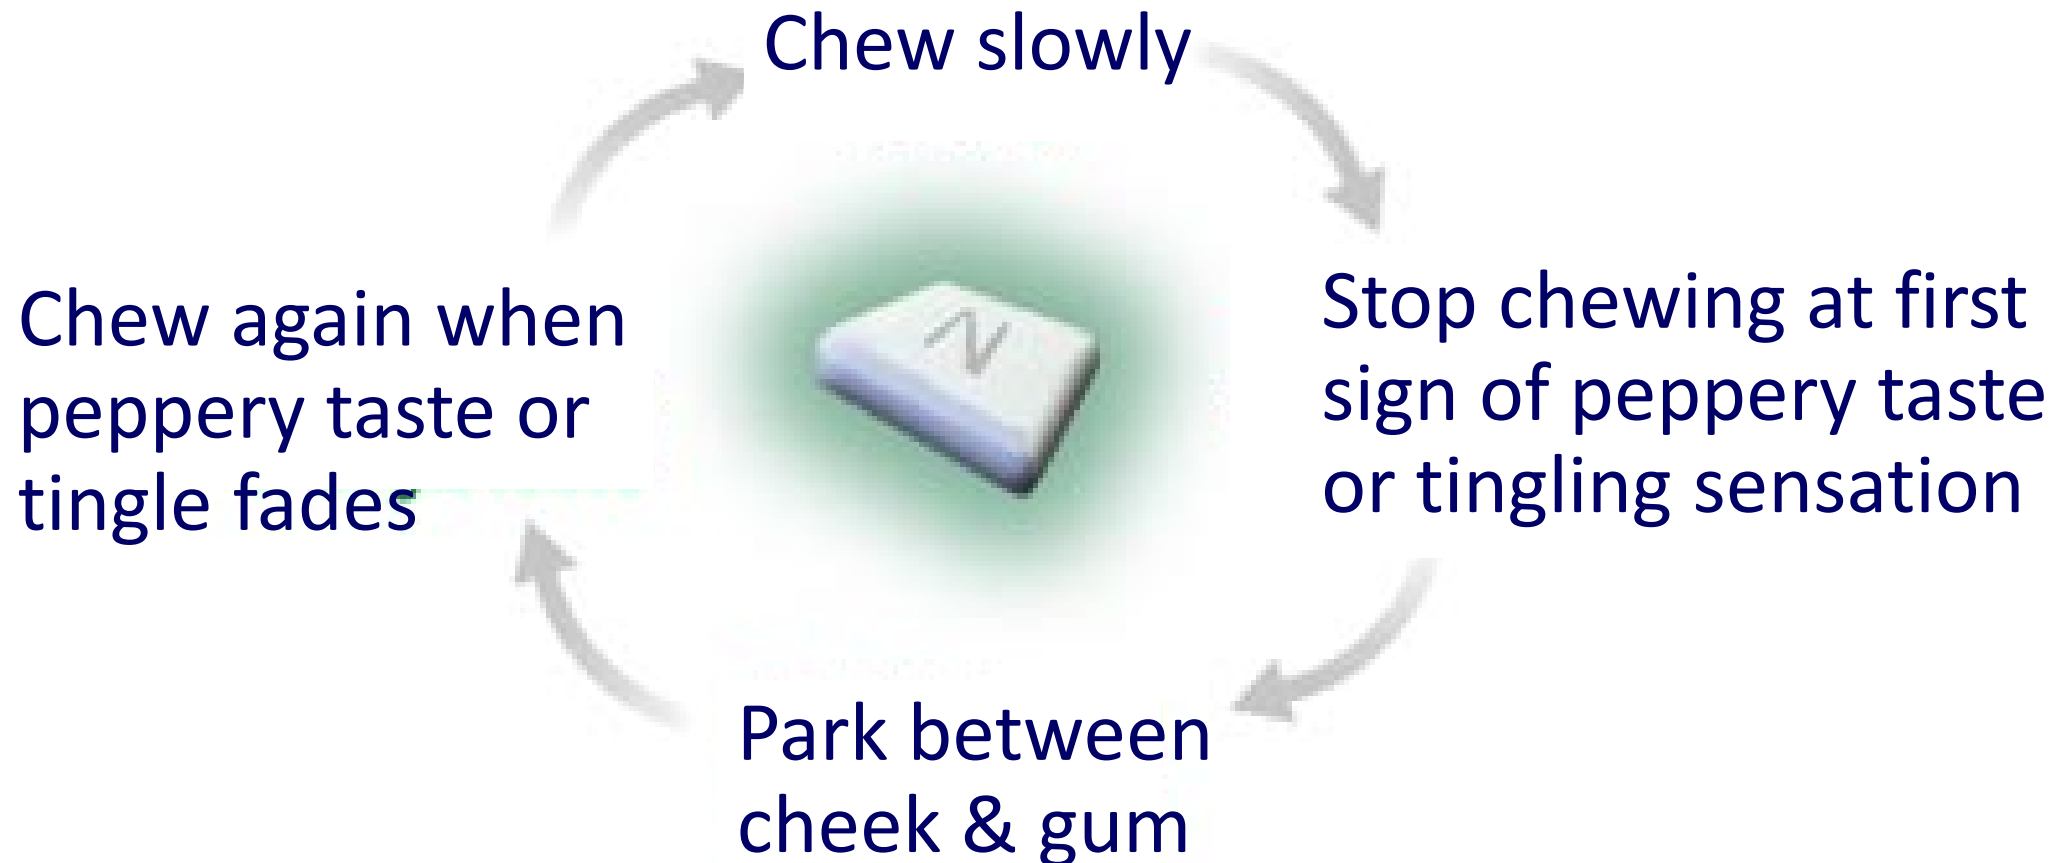 Chew slowly
Stop chewing at first
sign of peppery taste
or tingling sensation
Park between
cheek & gum
Chew again when
peppery taste or
tingle fades
N